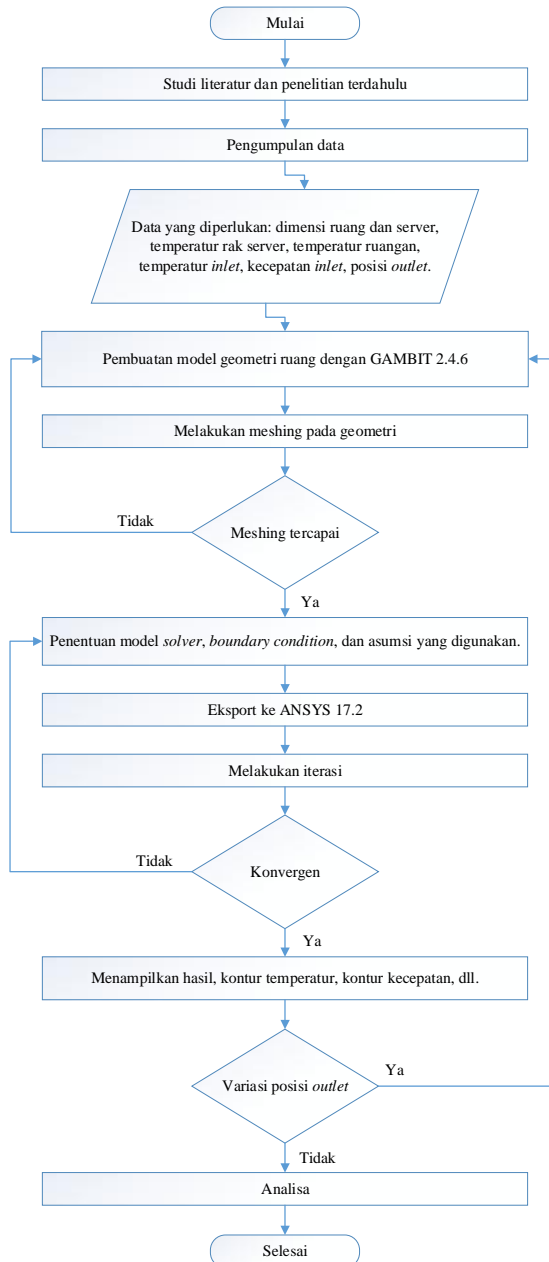 Mulai
Studi literatur dan penelitian terdahulu
Pengumpulan data
Data yang diperlukan: dimensi ruang dan server,
temperatur rak server, temperatur ruangan,
temperatur inlet, kecepatan inlet, posisi outlet.
Pembuatan model geometri ruang dengan GAMBIT 2.4.6
Melakukan meshing pada geometri
Tidak
Meshing tercapai
Ya
Penentuan model solver, boundary condition, dan asumsi yang digunakan.
Eksport ke ANSYS 17.2
Melakukan iterasi
Tidak
Konvergen
Ya
Menampilkan hasil, kontur temperatur, kontur kecepatan, dll.
Variasi posisi outlet
Ya
Tidak
Analisa
Selesai